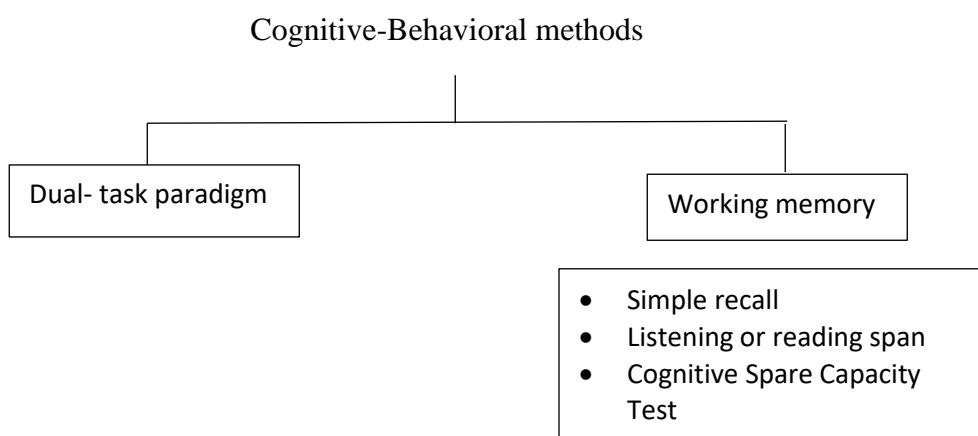 Cognitive-Behavioral methods
Dual- task paradigm
Working memory
• Simple recall
• Listening or reading span
• Cognitive Spare Capacity
Test